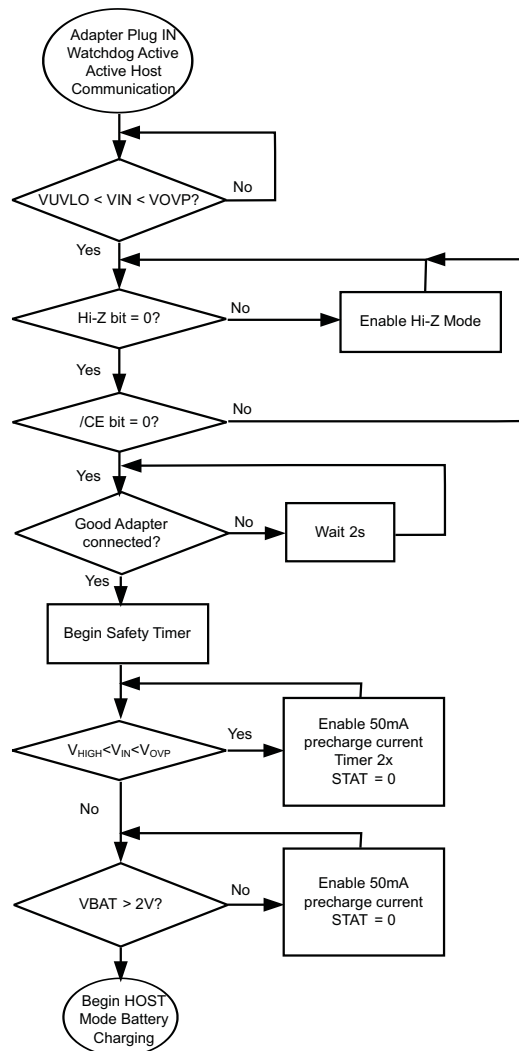 Adapter Plug IN
Watchdog Active
Active Host
Communication
No
VUVLO < VIN < VOVP?
Yes
Hi-Z bit = 0?
No
Enable Hi-Z Mode
Yes
/CE bit = 0?
No
Yes
Good Adapter
connected?
No
Wait 2s
Yes
Begin Safety Timer
VHIGH<VIN<VOVP
Yes
Enable 50mA
precharge current
Timer 2x
STAT = 0
No
VBAT > 2V?
No
Enable 50mA
precharge current
STAT = 0
Yes
Begin HOST
Mode Battery
Charging